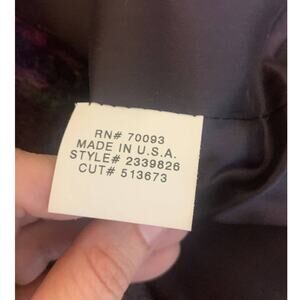 RN# 70093
MADE IN U.S.A.
STYLE# 2339826
CUT# 513673